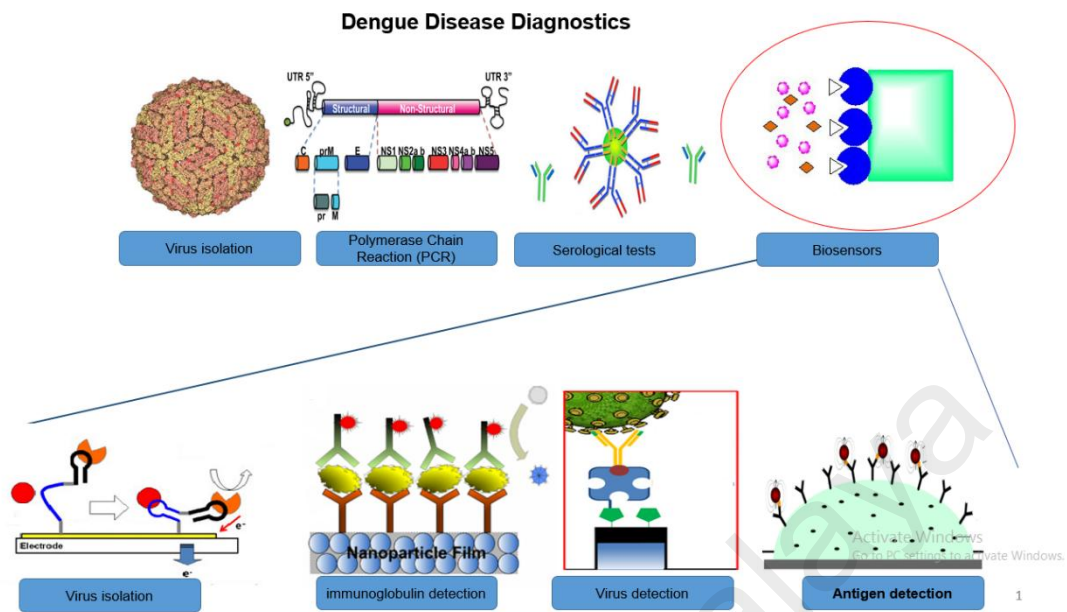 Dengue Disease Diagnostics
UTR 5"
UTR 3"
Structural
Non-Structural
C
prM
E
NS1
NS2a b
NS3
NS4a b
NS5
pr
M
Virus isolation
Polymerase Chain
Reaction (PCR)
Serological tests
Biosensors
e-
Electrode
e-
Nanoparticle Film
Activate Windows
Go to PC settings to activate Windows.
Virus isolation
immunoglobulin detection
Virus detection
Antigen detection
1